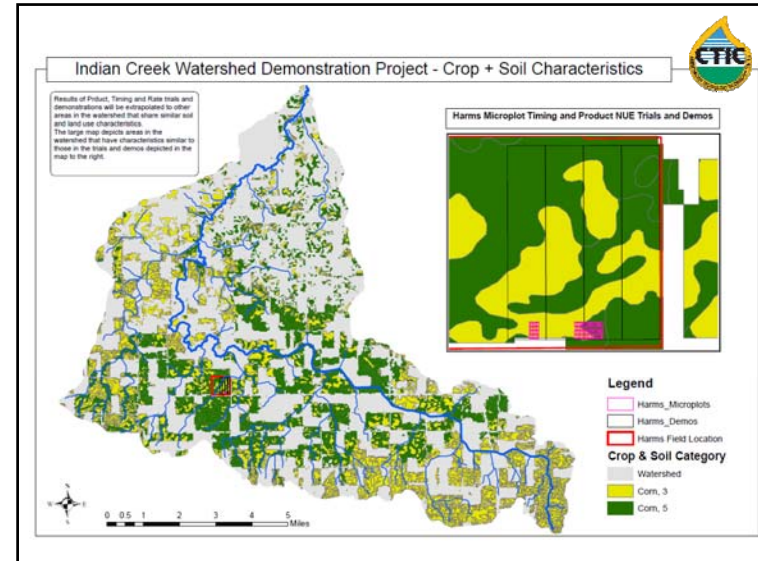 CTIC
Indian Creek Watershed Demonstration Project - Crop + Soil Characteristics
Results of Prduct, Timing and Rate trials and
demonstrations will be extrapolated to other
areas in the watershed that share similar soil
and land use characteristics.
The large map depicts areas in the
watershed that have characteristics similar to
those in the trials and demos depicted in the
map to the right.
Harms Microplot Timing and Product NUE Trials and Demos
Legend
Harms_Microplots
Harms_Demos
Harms Field Location
Crop & Soil Category
Watershed
Corn, 3
Corn, 5
N
W E
S
0 0.5 1 2 3 4 5
Miles